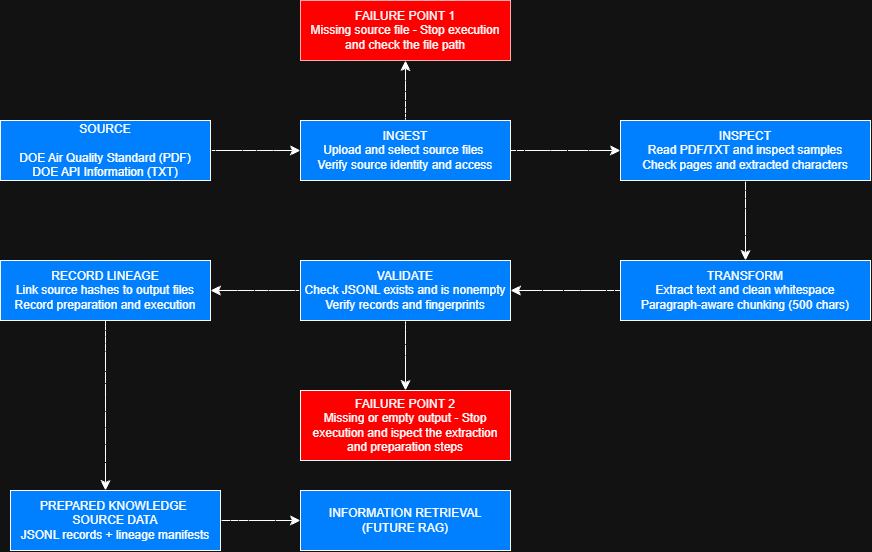 FAILURE POINT 1
Missing source file - Stop execution
and check the file path
SOURCE
DOE Air Quality Standard (PDF)
DOE API Information (TXT)
INGEST
Upload and select source files
Verify source identity and access
INSPECT
Read PDF/TXT and inspect samples
Check pages and extracted characters
RECORD LINEAGE
Link source hashes to output files
Record preparation and execution
VALIDATE
Check JSONL exists and is nonempty
Verify records and fingerprints
TRANSFORM
Extract text and clean whitespace
Paragraph-aware chunking (500 chars)
FAILURE POINT 2
Missing or empty output - Stop
execution and ispect the extraction
and preparation steps
PREPARED KNOWLEDGE
SOURCE DATA
JSONL records + lineage manifests
INFORMATION RETRIEVAL
(FUTURE RAG)